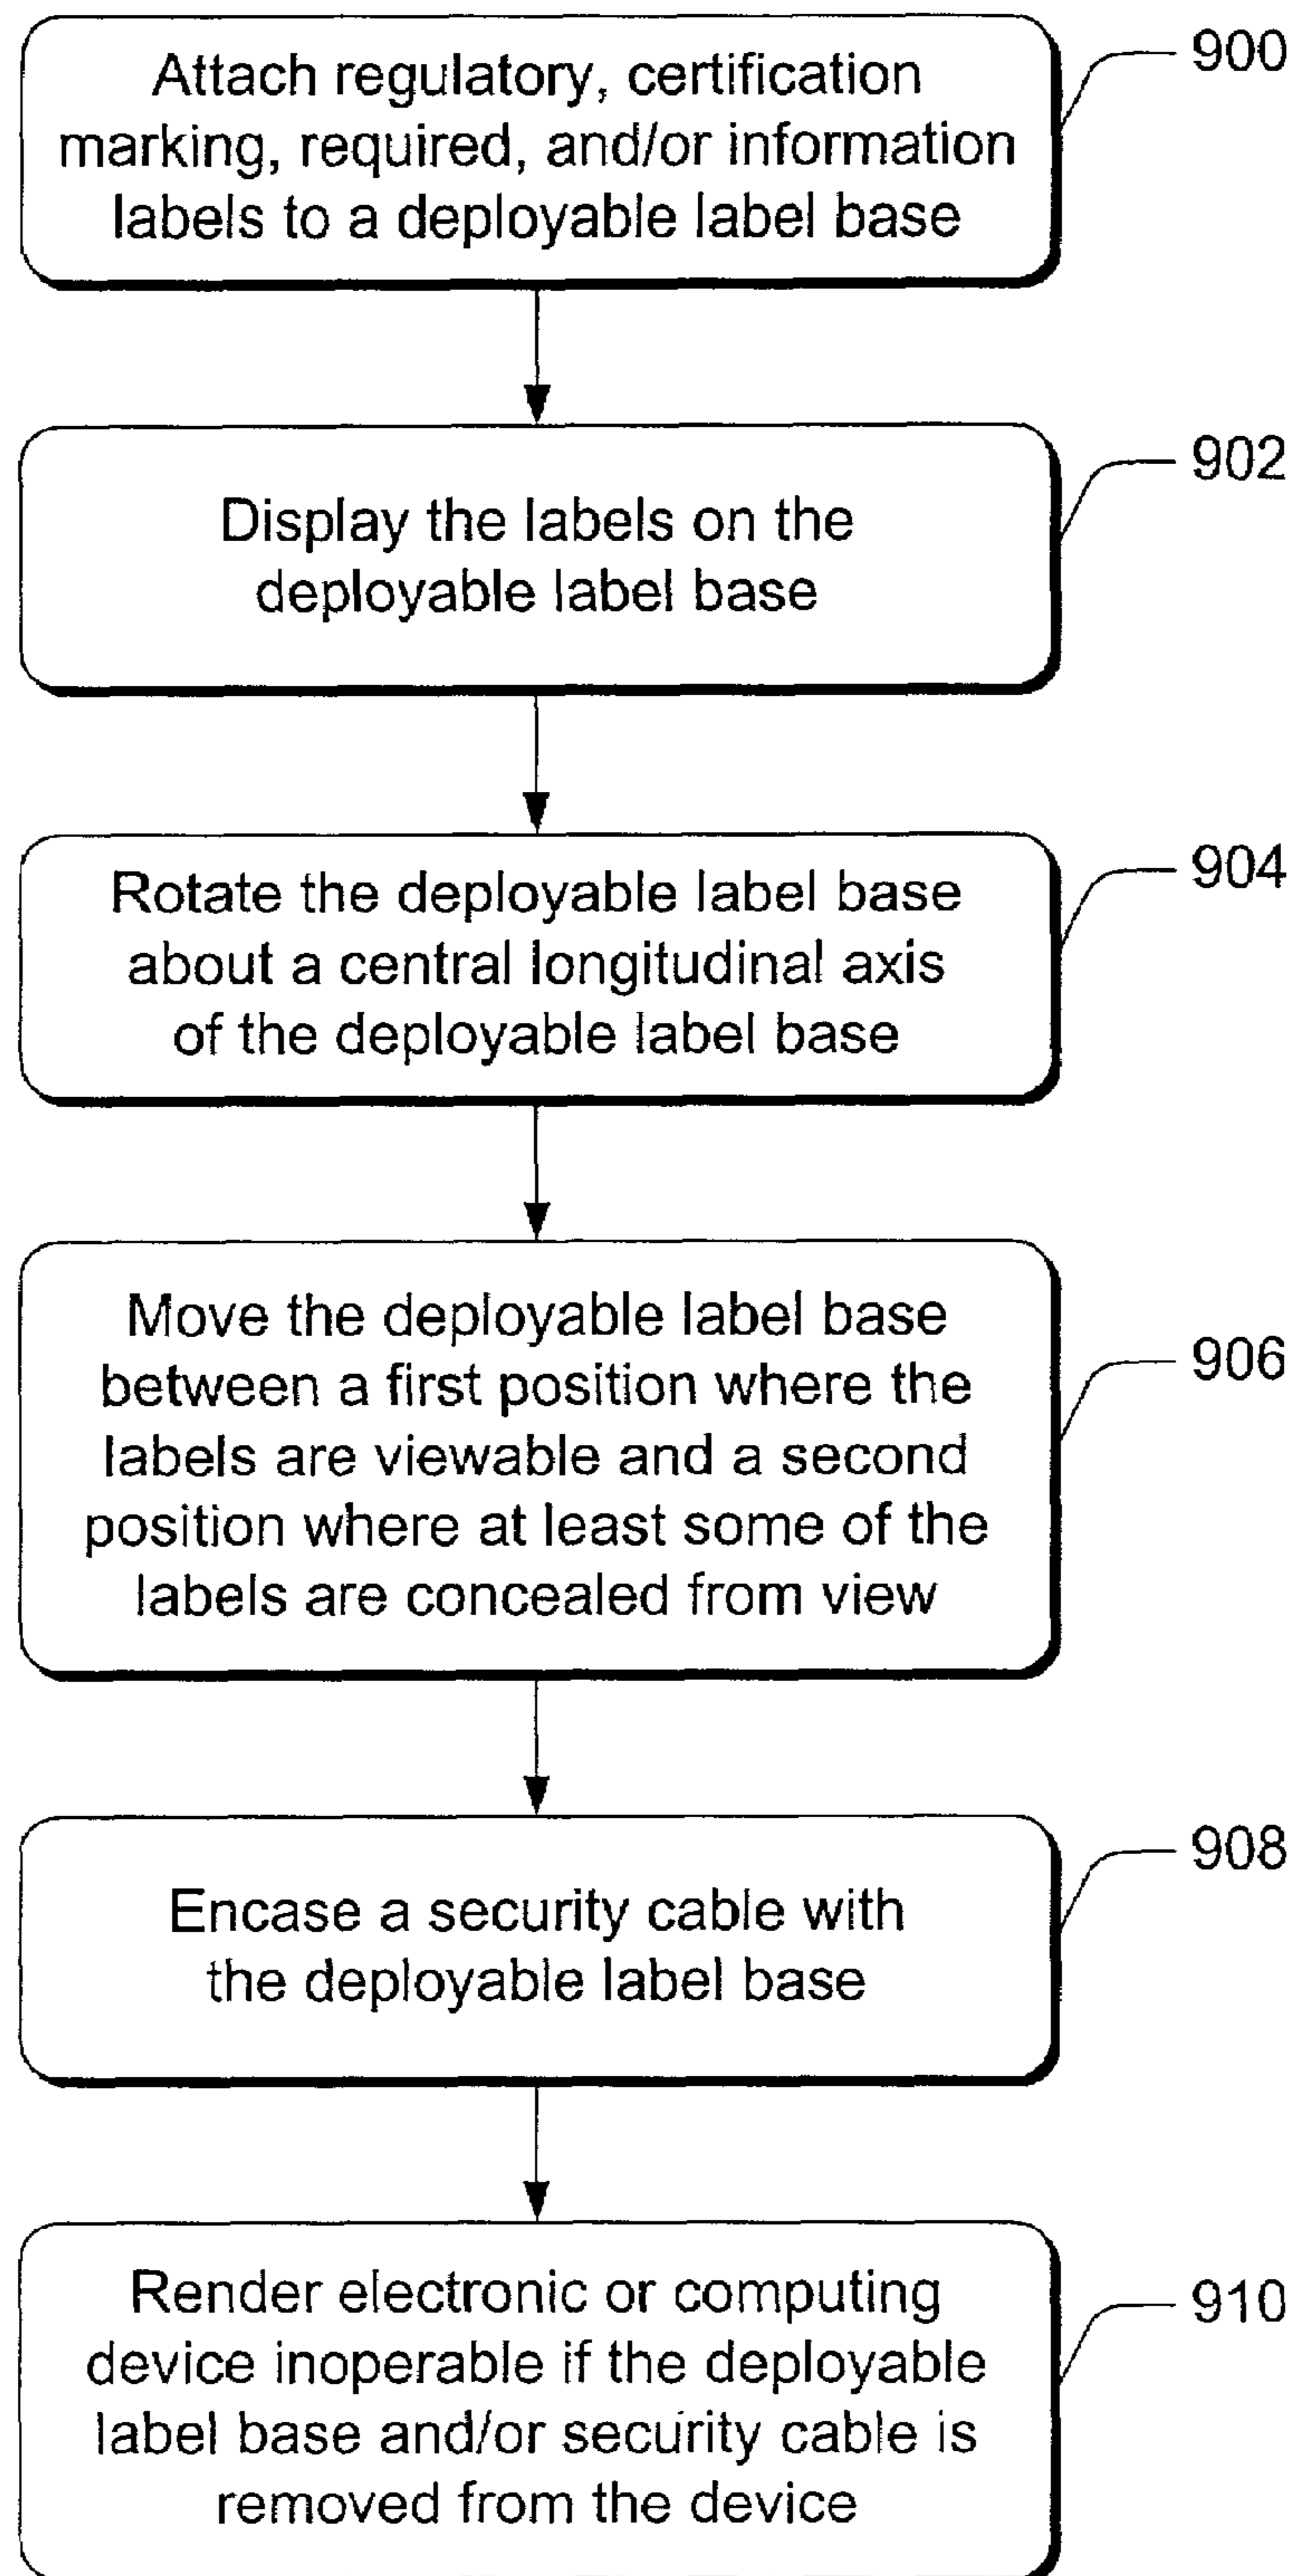 Attach regulatory, certification
marking, required, and/or information
labels to a deployable label base
900
Display the labels on the
deployable label base
902
Rotate the deployable label base
about a central longitudinal axis
of the deployable label base
904
Move the deployable label base
between a first position where the
labels are viewable and a second
position where at least some of the
labels are concealed from view
906
Encase a security cable with
the deployable label base
908
Render electronic or computing
device inoperable if the deployable
label base and/or security cable is
removed from the device
910